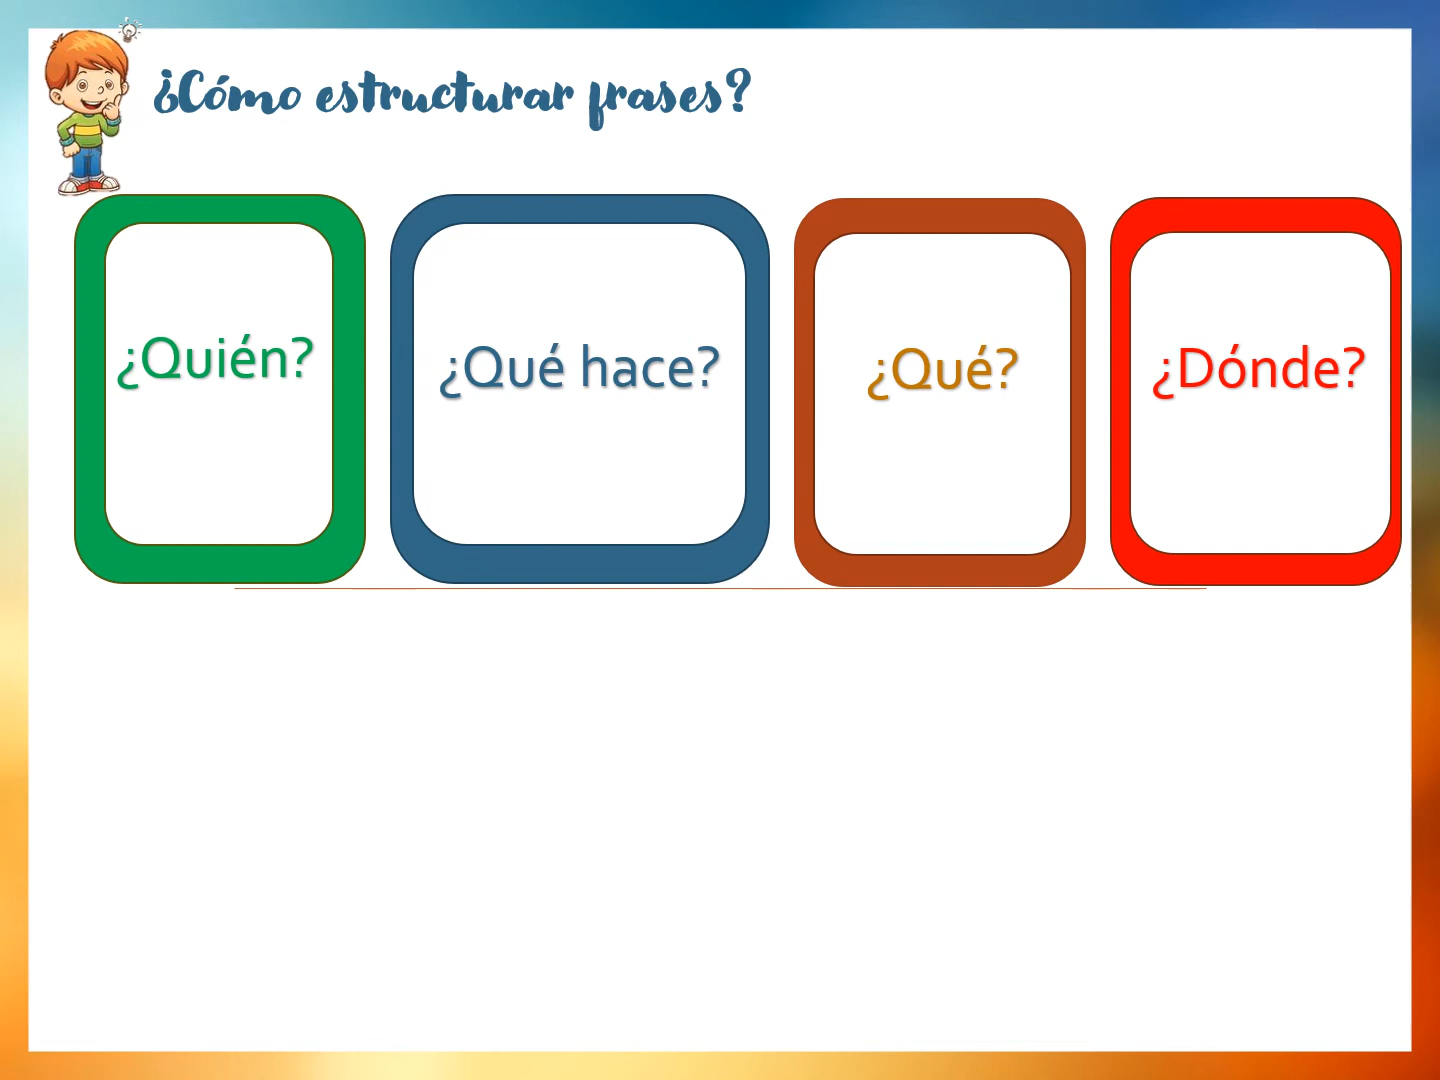 ¿Cómo estructurar frases?
¿Quién?
¿Qué hace?
¿Qué?
¿Dónde?